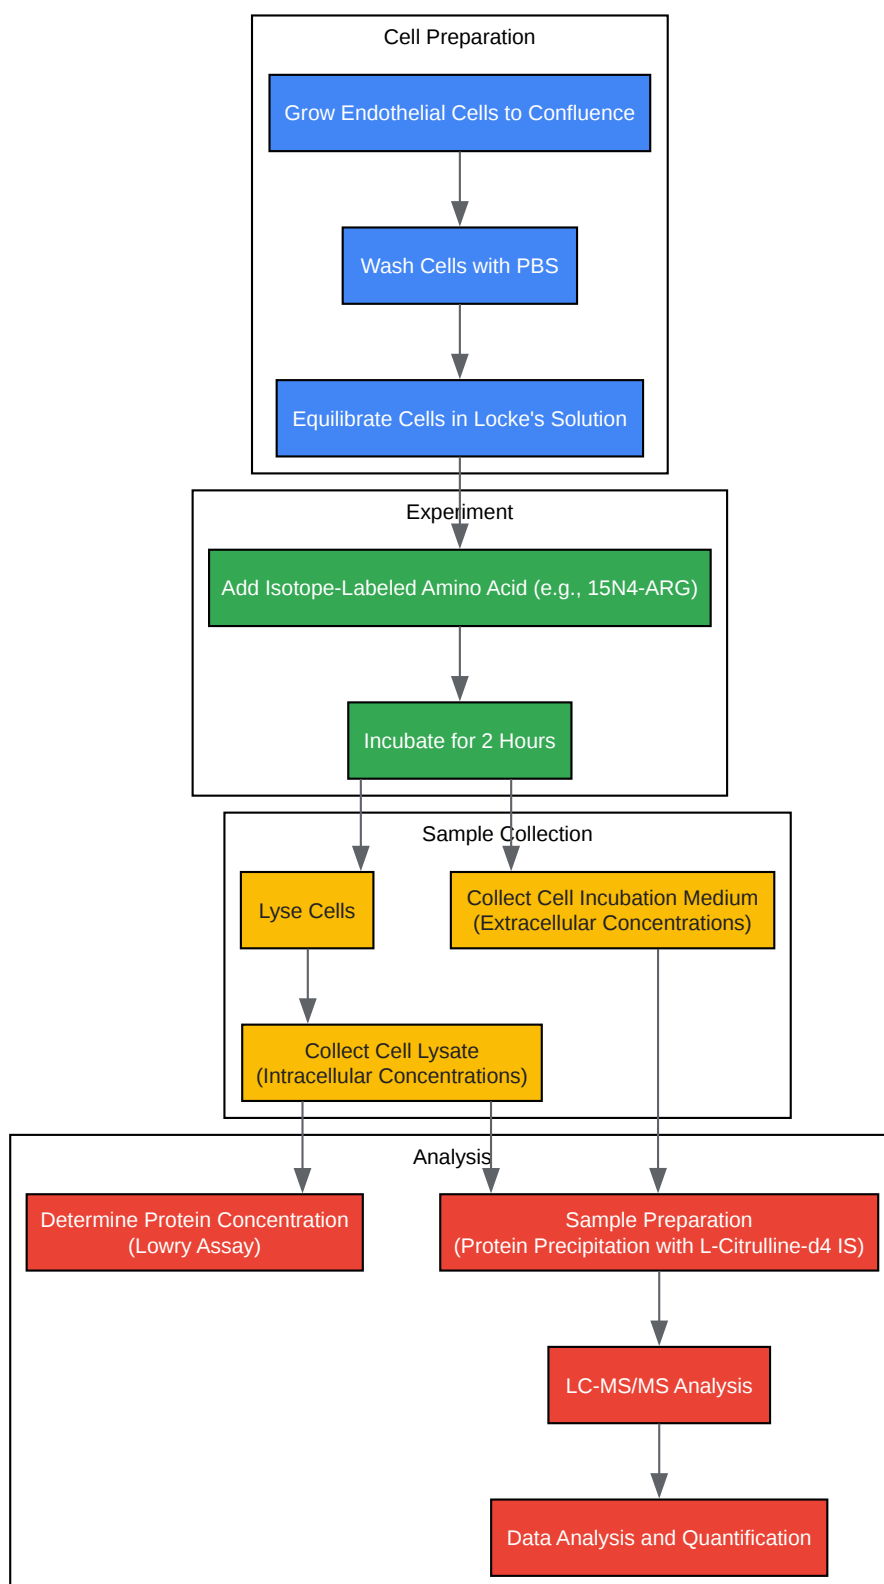 Cell Preparation
Grow Endothelial Cells to Confluence
Wash Cells with PBS
Equilibrate Cells in Locke's Solution
Experiment
Add Isotope-Labeled Amino Acid (e.g., 15N4-ARG)
Incubate for 2 Hours
Sample Collection
Lyse Cells
Collect Cell Incubation Medium
(Extracellular Concentrations)
Collect Cell Lysate
(Intracellular Concentrations)
Analysis
Determine Protein Concentration
(Lowry Assay)
Sample Preparation
(Protein Precipitation with L-Citrulline-d4 IS)
LC-MS/MS Analysis
Data Analysis and Quantification